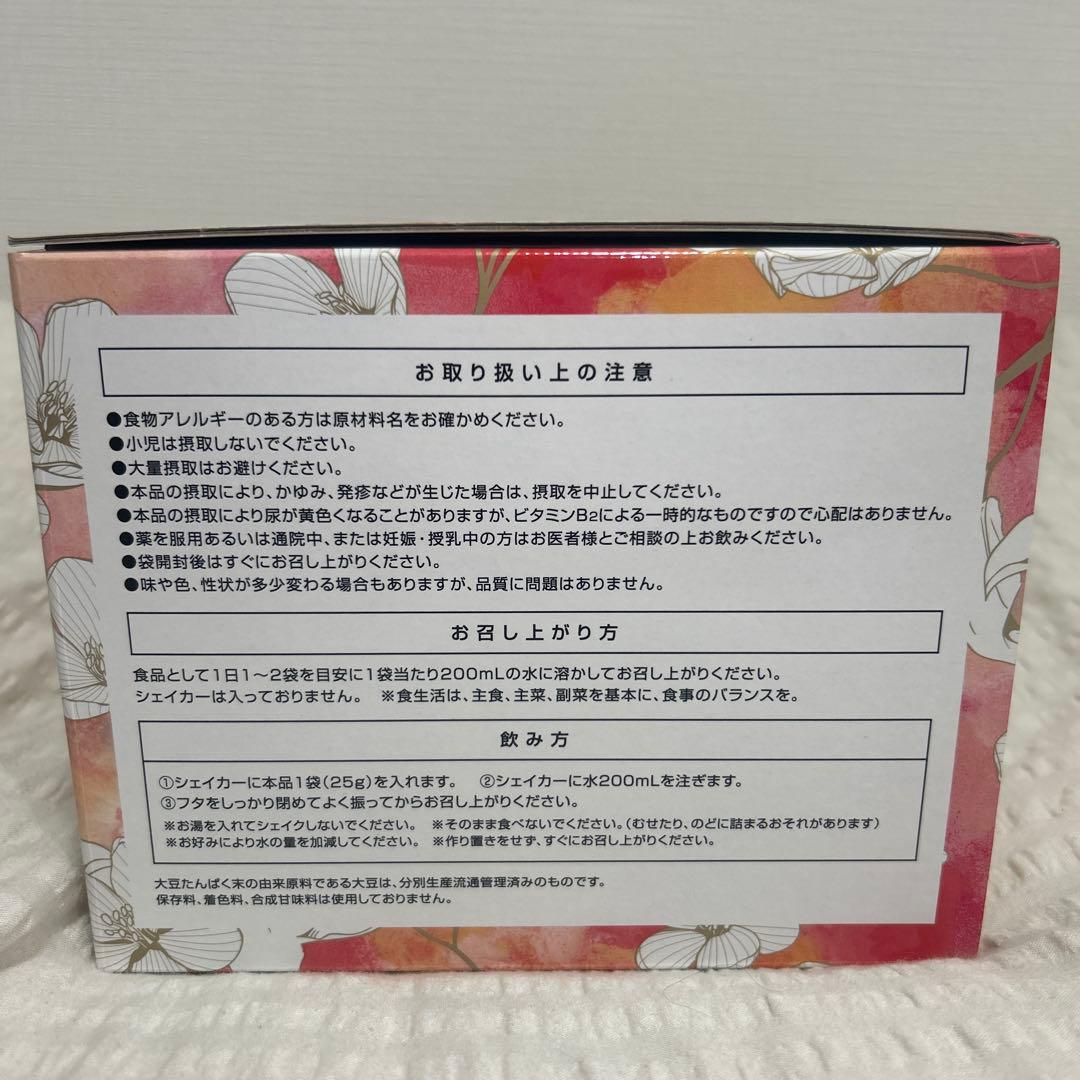 お取り扱い上の注意
●食物アレルギーのある方は原材料名をお確かめください。
●小児は摂取しないでください。
●大量摂取はお避けください。
●本品の摂取により、かゆみ、発疹などが生じた場合は、摂取を中止してください。
●本品の摂取により尿が黄色くなることがありますが、ビタミンB2による一時的なものですので心配はありません。
●薬を服用あるいは通院中、または妊娠・授乳中の方はお医者様とご相談の上お飲みください。
●袋開封後はすぐにお召し上がりください。
●味や色、性状が多少変わる場合もありますが、品質に問題はありません。
お召し上がり方
食品として1日1〜2袋を目安に1袋当たり200mLの水に溶かしてお召し上がりください。
シェイカーは入っておりません。 ※食生活は、主食、主菜、副菜を基本に、食事のバランスを。
飲み方
①シェイカーに本品1袋(25g)を入れます。 ②シェイカーに水200mLを注ぎます。
③フタをしっかり閉めてよく振ってからお召し上がりください。
※お湯を入れてシェイクしないでください。 ※そのまま食べないでください。(むせたり、のどに詰まるおそれがあります)
※お好みにより水の量を加減してください。 ※作り置きをせず、すぐにお召し上がりください。
大豆たんぱく末の由来原料である大豆は、分別生産流通管理済みのものです。
保存料、着色料、合成甘味料は使用しておりません。